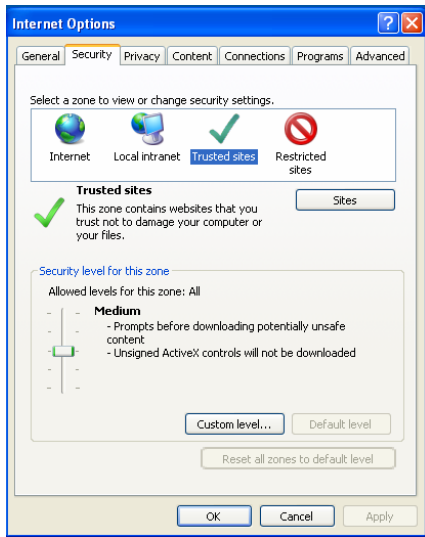 Internet Options
General Security Privacy Content Connections Programs Advanced
Select a zone to view or change security settings.
Internet Local intranet Trusted sites Restricted
sites
Trusted sites
Sites
This zone contains websites that you
trust not to damage your computer or
your files.
Security level for this zone
Allowed levels for this zone: All
Medium
- Prompts before downloading potentially unsafe
content
- Unsigned ActiveX controls will not be downloaded
Custom level... Default level
Reset all zones to default level
OK Cancel Apply